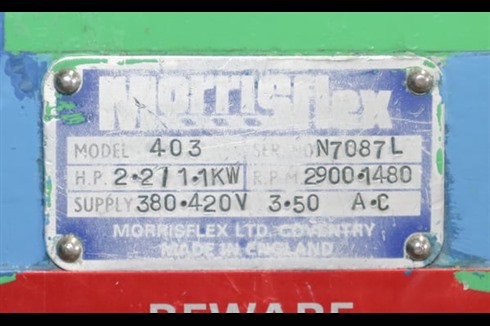 Morrisflex
MODEL 403 SER. NO N7087L
H.P. 2·2/1·1KW R.P.M. 2900·1480
SUPPLY 380·420V 3·50 A·C
MORRISFLEX LTD. COVENTRY
MADE IN ENGLAND
BEWARE